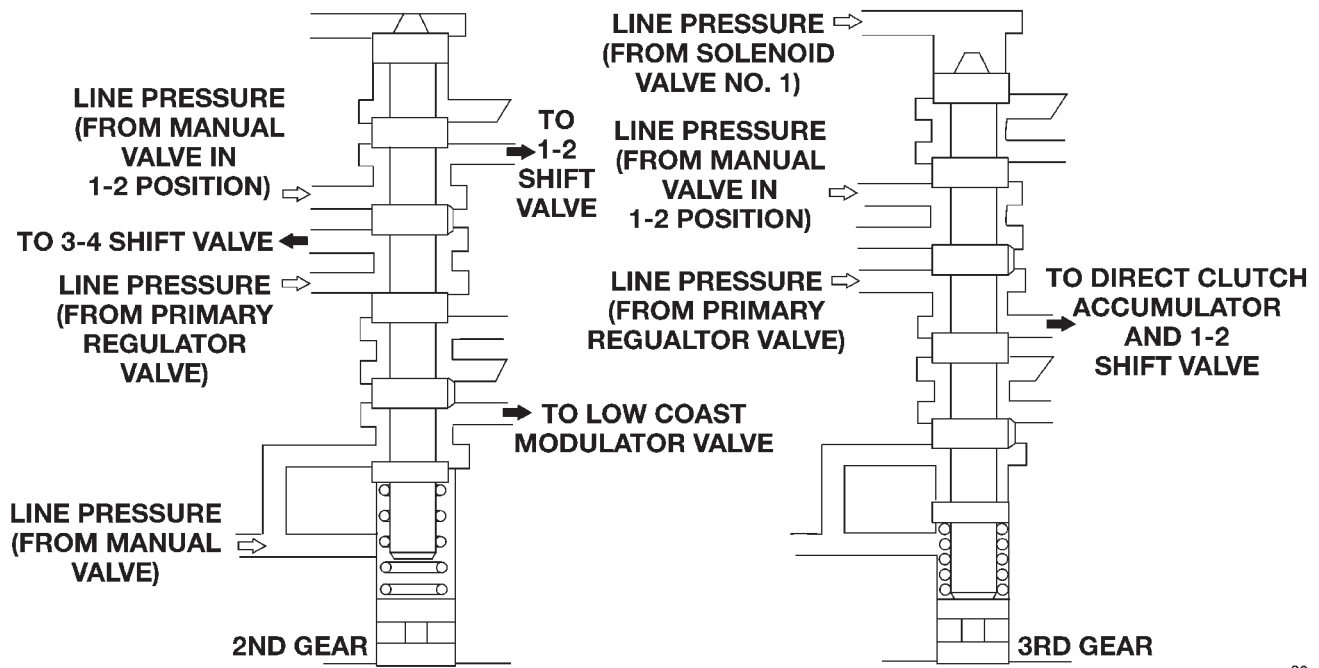 LINE PRESSURE
(FROM MANUAL
VALVE IN
1-2 POSITION)
TO
1-2
SHIFT
VALVE
TO 3-4 SHIFT VALVE
LINE PRESSURE
(FROM PRIMARY
REGULATOR
VALVE)
TO LOW COAST
MODULATOR VALVE
LINE PRESSURE
(FROM MANUAL
VALVE)
2ND GEAR
LINE PRESSURE
(FROM SOLENOID
VALVE NO. 1)
LINE PRESSURE
(FROM MANUAL
VALVE IN
1-2 POSITION)
LINE PRESSURE
(FROM PRIMARY
REGUALTOR VALVE)
TO DIRECT CLUTCH
ACCUMULATOR
AND 1-2
SHIFT VALVE
3RD GEAR